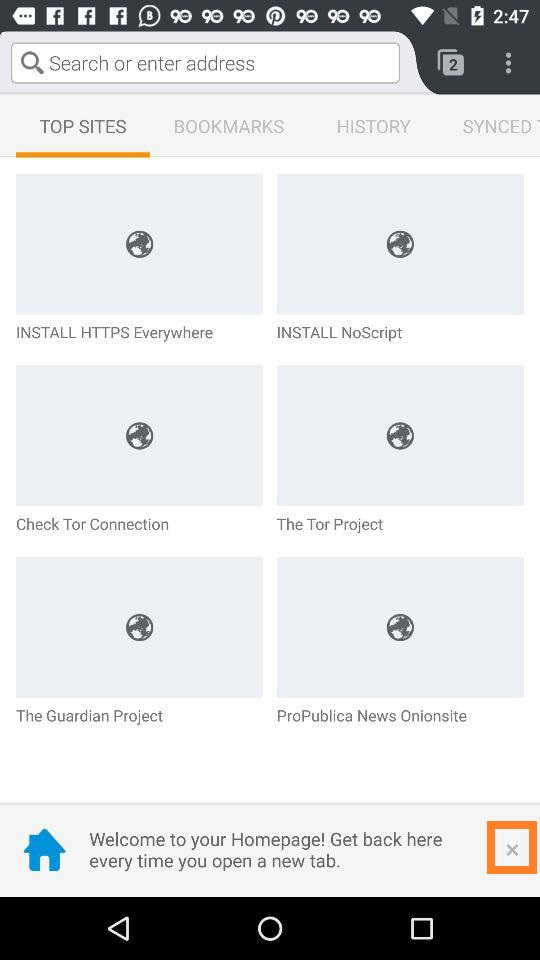 2:47
Search or enter address
2
TOP SITES BOOKMARKS HISTORY SYNCED
INSTALL HTTPS Everywhere INSTALL NoScript
Check Tor Connection The Tor Project
The Guardian Project ProPublica News Onionsite
Welcome to your Homepage! Get back here
every time you open a new tab.